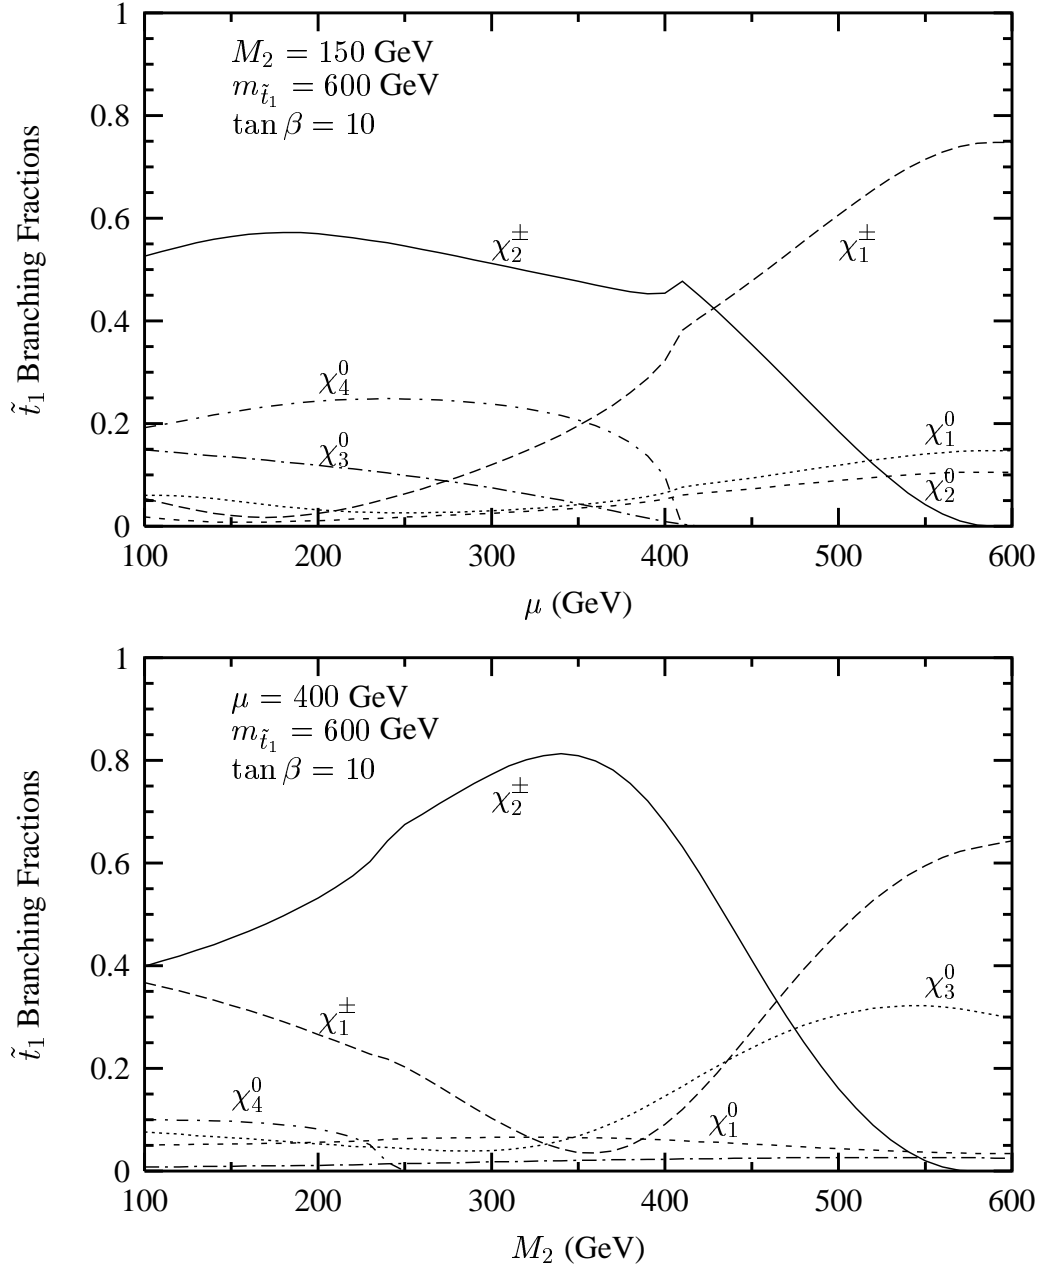 1
M₂ = 150 GeV
m_t̃₁ = 600 GeV
tan β = 10
0.8
0.6
χ₂±
χ₁±
0.4
χ₄⁰
χ₁⁰
0.2
χ₃⁰
χ₂⁰
0
100 200 300 400 500 600
μ (GeV)
t̃₁ Branching Fractions
1
μ = 400 GeV
m_t̃₁ = 600 GeV
tan β = 10
0.8
χ₂±
0.6
0.4
χ₃⁰
χ₁±
0.2
χ₄⁰
χ₁⁰
0
100 200 300 400 500 600
M₂ (GeV)
t̃₁ Branching Fractions